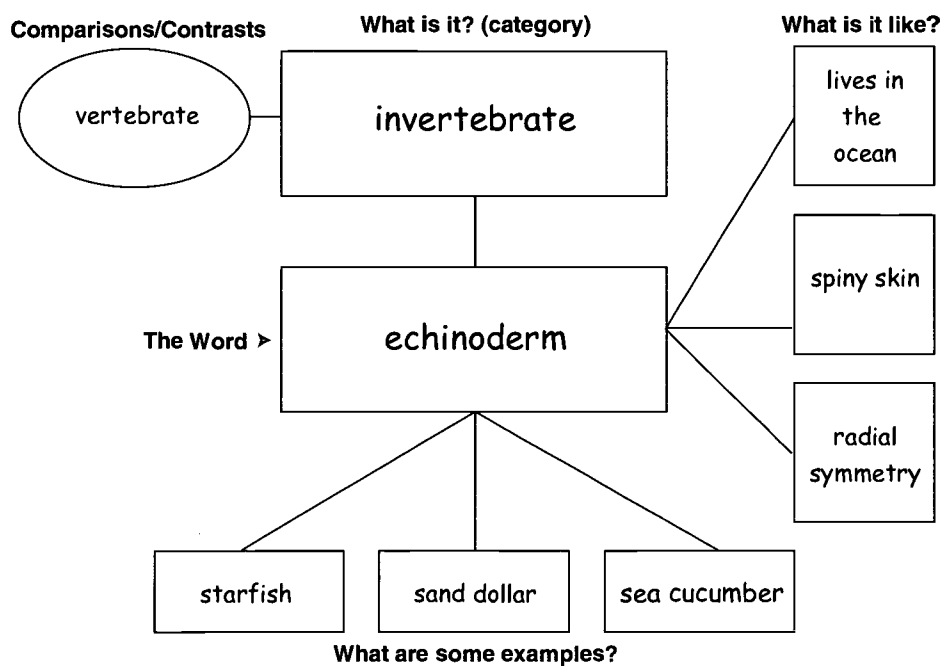 Comparisons/Contrasts
What is it? (category)
What is it like?
vertebrate
invertebrate
lives in
the
ocean
spiny skin
The Word ➤
echinoderm
radial
symmetry
starfish
sand dollar
sea cucumber
What are some examples?